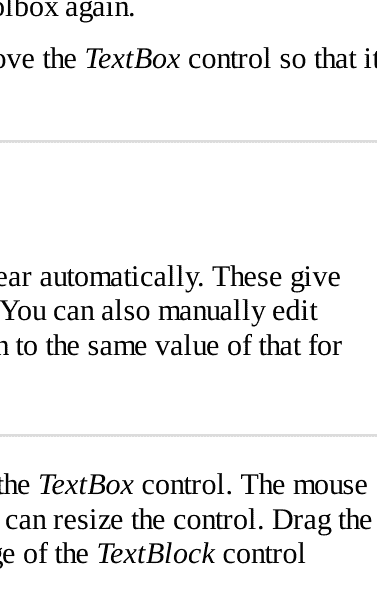 olbox again.
ove the TextBox control so that it
ear automatically. These give
You can also manually edit
n to the same value of that for
the TextBox control. The mouse
can resize the control. Drag the
ge of the TextBlock control